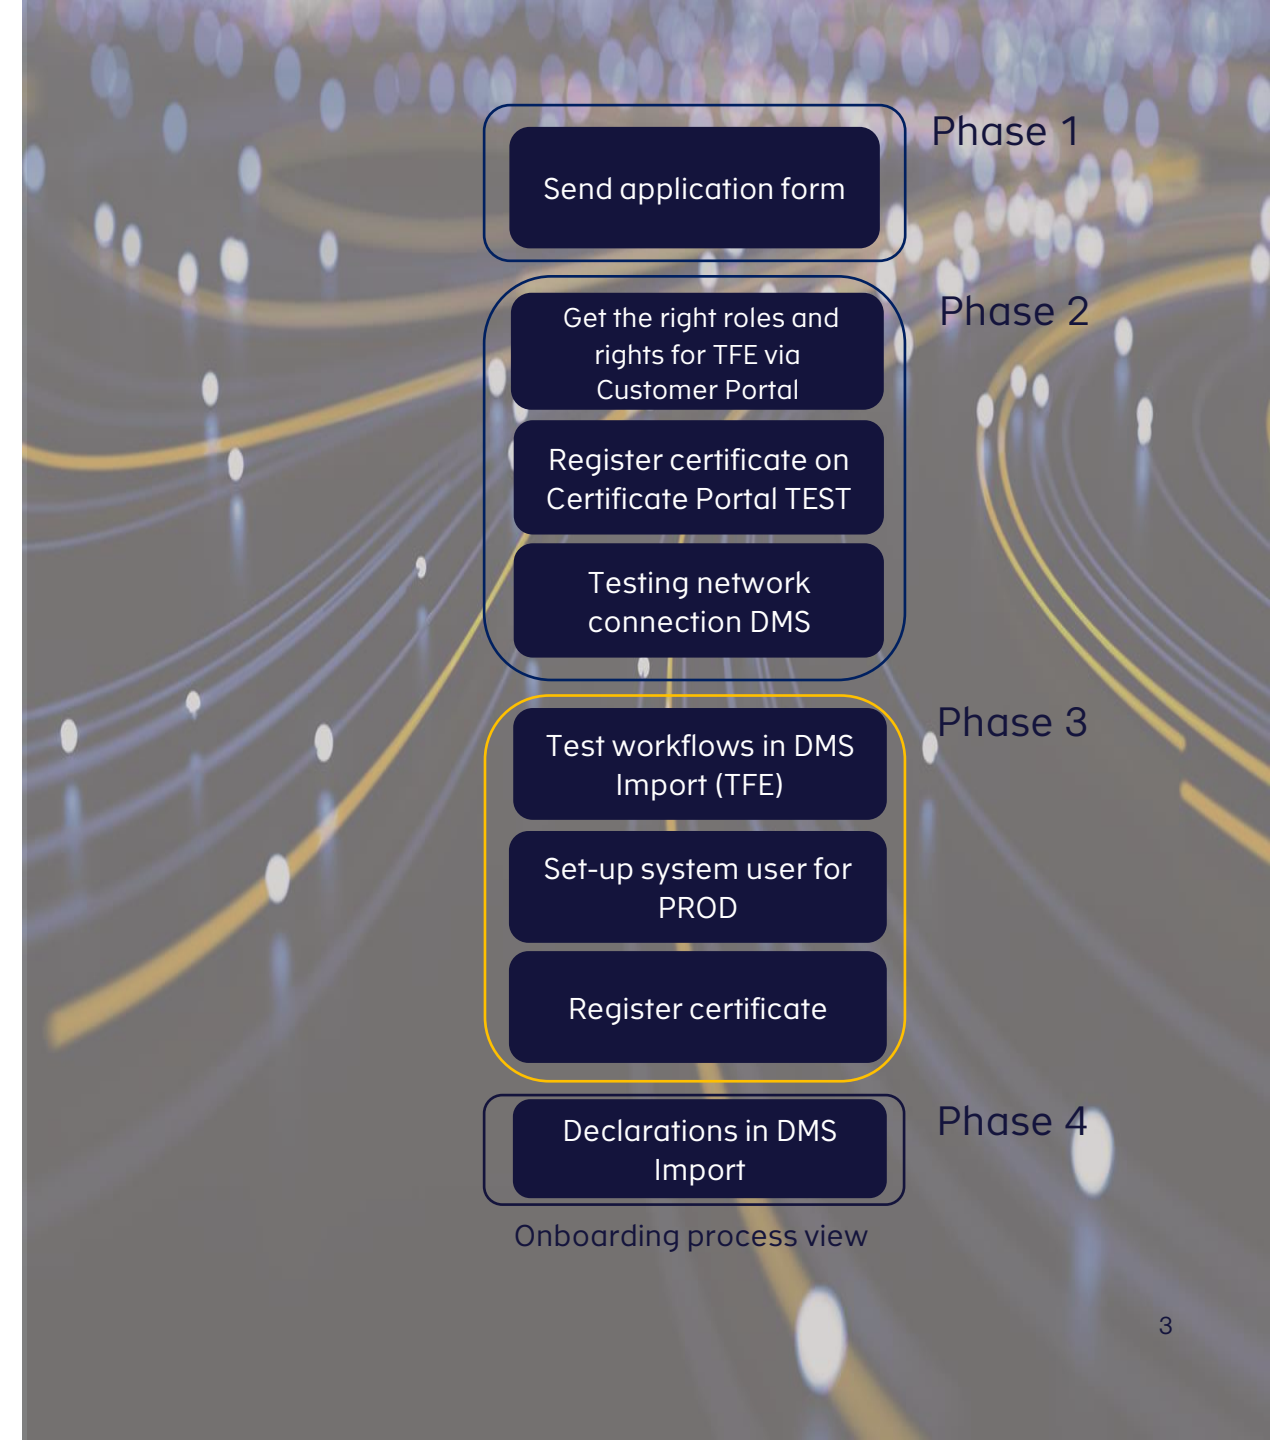 Phase 1
Send application form
Phase 2
Get the right roles and
rights for TFE via
Customer Portal
Register certificate on
Certificate Portal TEST
Testing network
connection DMS
Phase 3
Test workflows in DMS
Import (TFE)
Set-up system user for
PROD
Register certificate
Phase 4
Declarations in DMS
Import
Onboarding process view
3